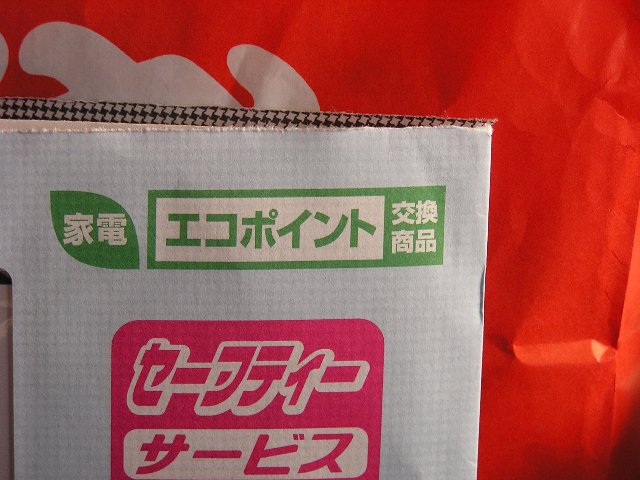 家電 エコポイント 交換商品
セーフティー
サービス